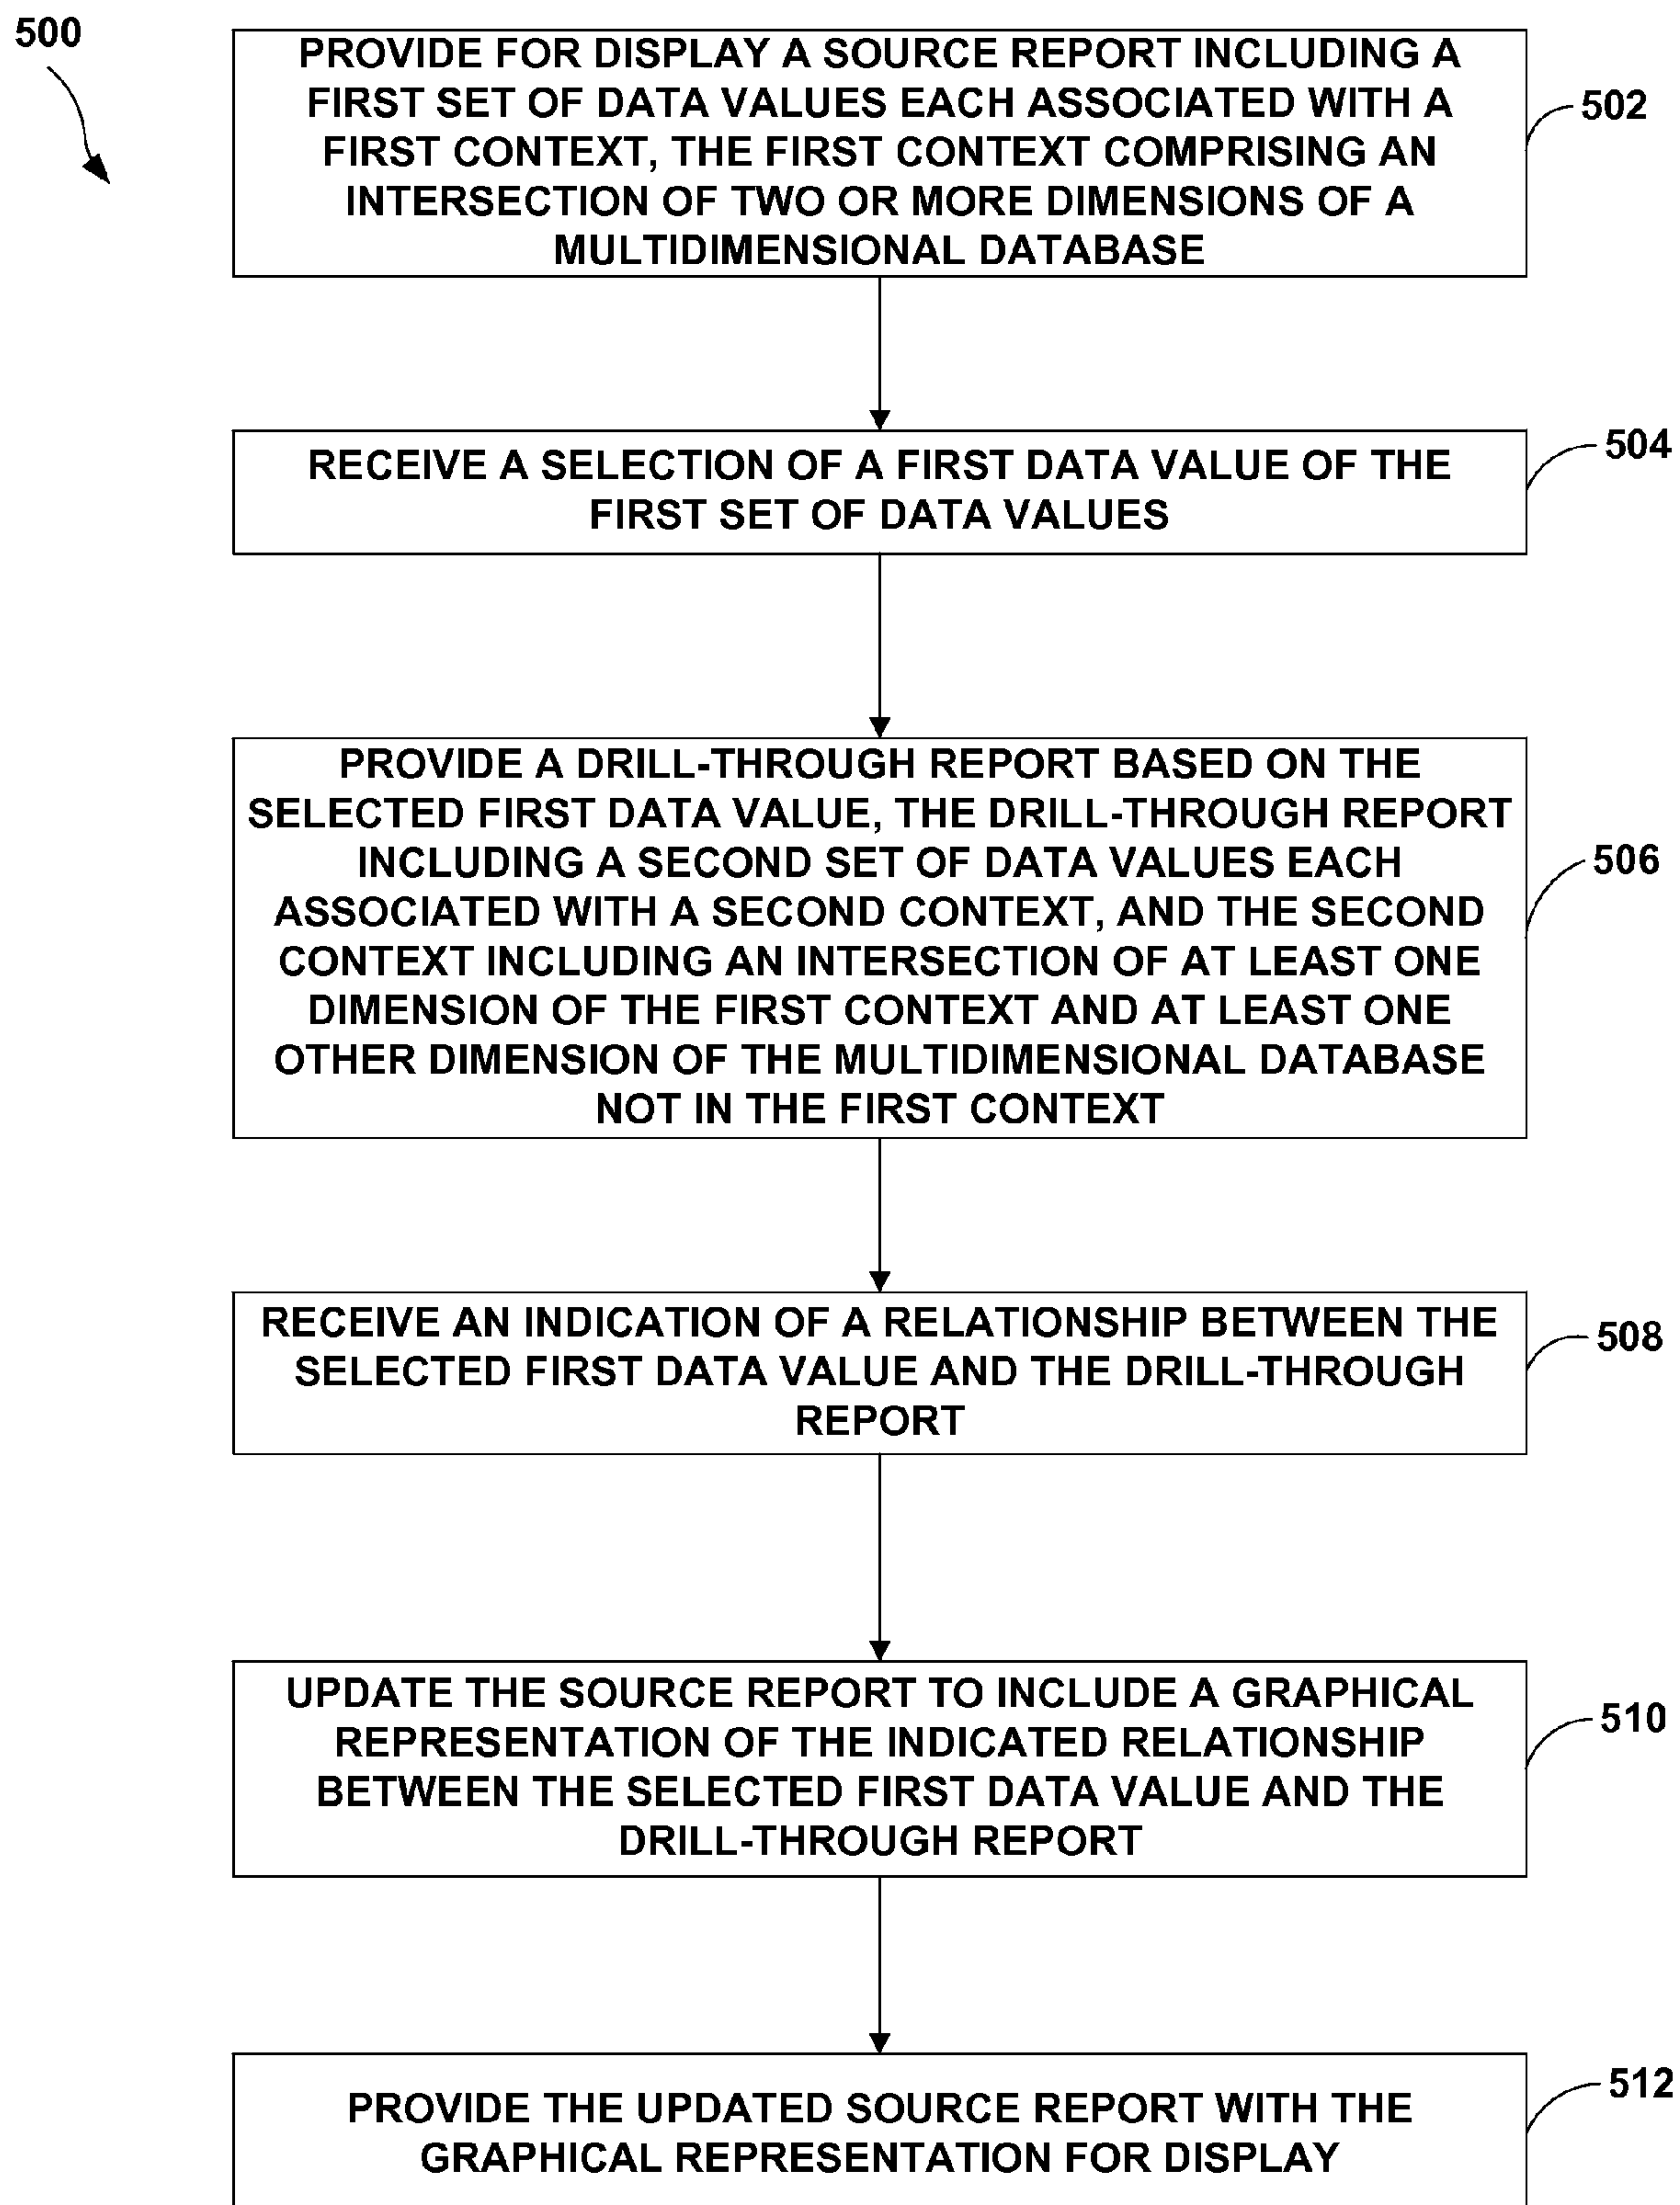 500
PROVIDE FOR DISPLAY A SOURCE REPORT INCLUDING A
FIRST SET OF DATA VALUES EACH ASSOCIATED WITH A
FIRST CONTEXT, THE FIRST CONTEXT COMPRISING AN
INTERSECTION OF TWO OR MORE DIMENSIONS OF A
MULTIDIMENSIONAL DATABASE
502
RECEIVE A SELECTION OF A FIRST DATA VALUE OF THE
FIRST SET OF DATA VALUES
504
PROVIDE A DRILL-THROUGH REPORT BASED ON THE
SELECTED FIRST DATA VALUE, THE DRILL-THROUGH REPORT
INCLUDING A SECOND SET OF DATA VALUES EACH
ASSOCIATED WITH A SECOND CONTEXT, AND THE SECOND
CONTEXT INCLUDING AN INTERSECTION OF AT LEAST ONE
DIMENSION OF THE FIRST CONTEXT AND AT LEAST ONE
OTHER DIMENSION OF THE MULTIDIMENSIONAL DATABASE
NOT IN THE FIRST CONTEXT
506
RECEIVE AN INDICATION OF A RELATIONSHIP BETWEEN THE
SELECTED FIRST DATA VALUE AND THE DRILL-THROUGH
REPORT
508
UPDATE THE SOURCE REPORT TO INCLUDE A GRAPHICAL
REPRESENTATION OF THE INDICATED RELATIONSHIP
BETWEEN THE SELECTED FIRST DATA VALUE AND THE
DRILL-THROUGH REPORT
510
PROVIDE THE UPDATED SOURCE REPORT WITH THE
GRAPHICAL REPRESENTATION FOR DISPLAY
512